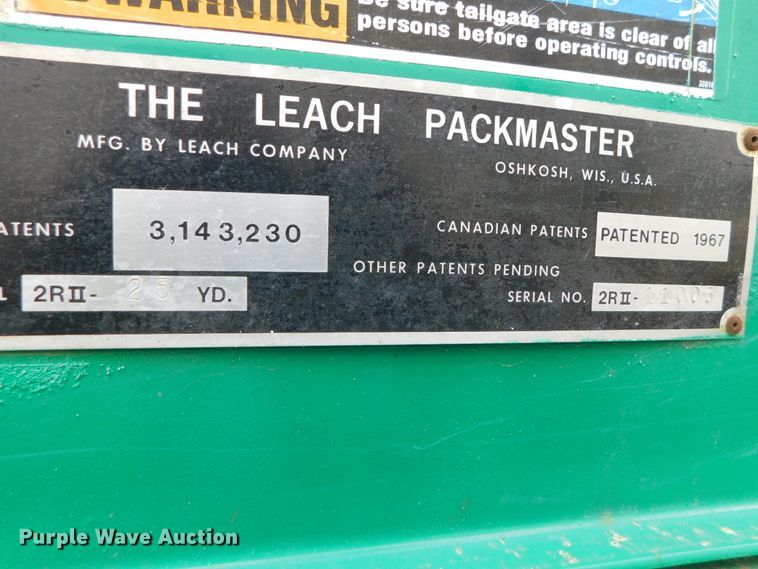 WARNING
Be sure tailgate area is clear of all
persons before operating controls.
THE LEACH PACKMASTER
MFG. BY LEACH COMPANY
OSHKOSH, WIS., U.S.A.
ATENTS 3,143,230
CANADIAN PATENTS PATENTED 1967
OTHER PATENTS PENDING
L 2RII- 25 YD.
SERIAL NO. 2RII- 11005
Purple Wave Auction